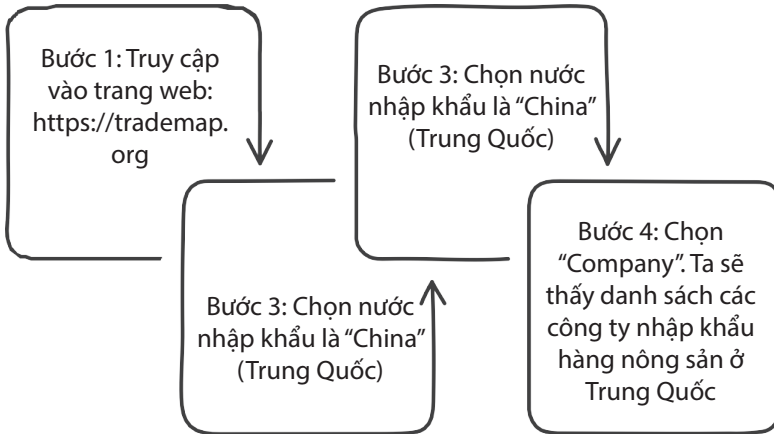 Bước 1: Truy cập
vào trang web:
https://trademap.
org
Bước 3: Chọn nước
nhập khẩu là “China”
(Trung Quốc)
Bước 3: Chọn nước
nhập khẩu là “China”
(Trung Quốc)
Bước 4: Chọn
“Company”. Ta sẽ
thấy danh sách các
công ty nhập khẩu
hàng nông sản ở
Trung Quốc